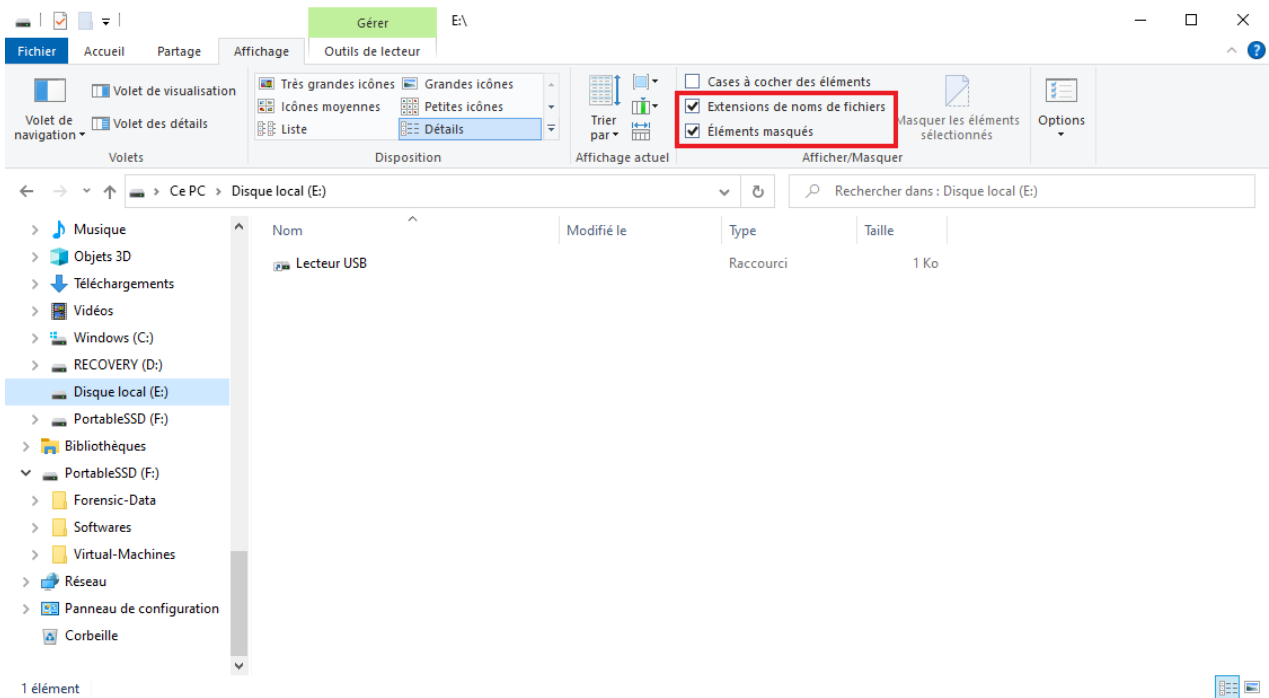 Gérer
E:\
Fichier
Accueil
Partage
Affichage
Outils de lecteur
Volet de navigation
Volet de visualisation
Volet des détails
Volets
Très grandes icônes
Grandes icônes
Icônes moyennes
Petites icônes
Liste
Détails
Disposition
Trier
par
Affichage actuel
Cases à cocher des éléments
Extensions de noms de fichiers
Éléments masqués
Masquer les éléments
sélectionnés
Afficher/Masquer
Options
Ce PC > Disque local (E:)
Rechercher dans : Disque local (E:)
Musique
Objets 3D
Téléchargements
Vidéos
Windows (C:)
RECOVERY (D:)
Disque local (E:)
PortableSSD (F:)
Bibliothèques
PortableSSD (F:)
Forensic-Data
Softwares
Virtual-Machines
Réseau
Panneau de configuration
Corbeille
Nom
Modifié le
Type
Taille
Lecteur USB
Raccourci
1 Ko
1 élément